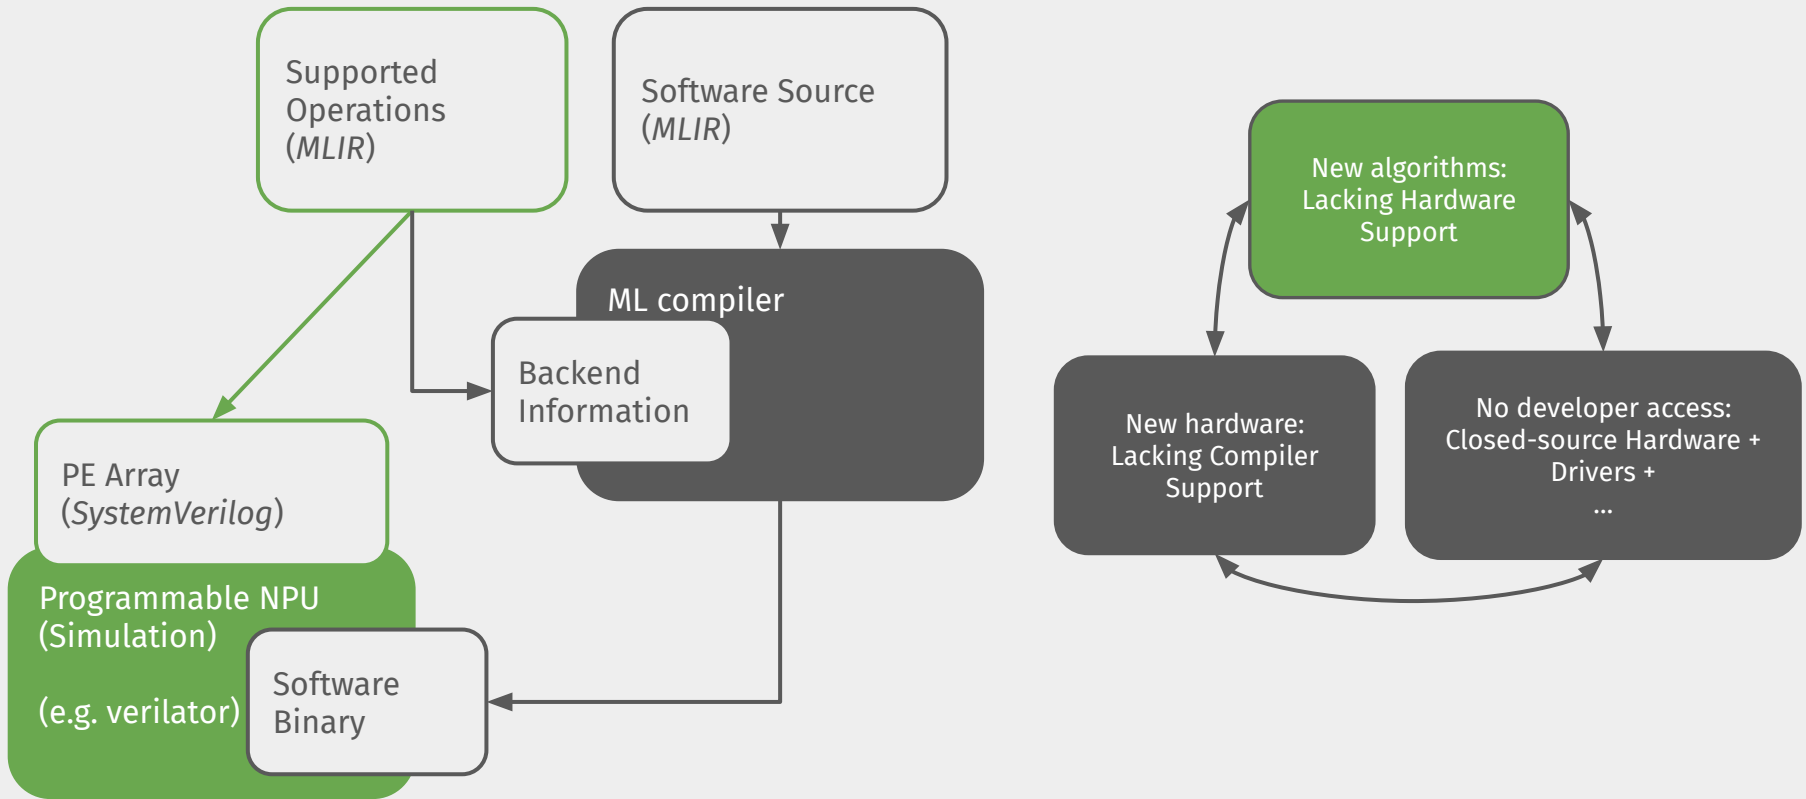 Supported
Operations
(MLIR)
Software Source
(MLIR)
ML compiler
Backend
Information
PE Array
(SystemVerilog)
Programmable NPU
(Simulation)
(e.g. verilator)
Software
Binary
New algorithms:
Lacking Hardware
Support
New hardware:
Lacking Compiler
Support
No developer access:
Closed-source Hardware +
Drivers +
...